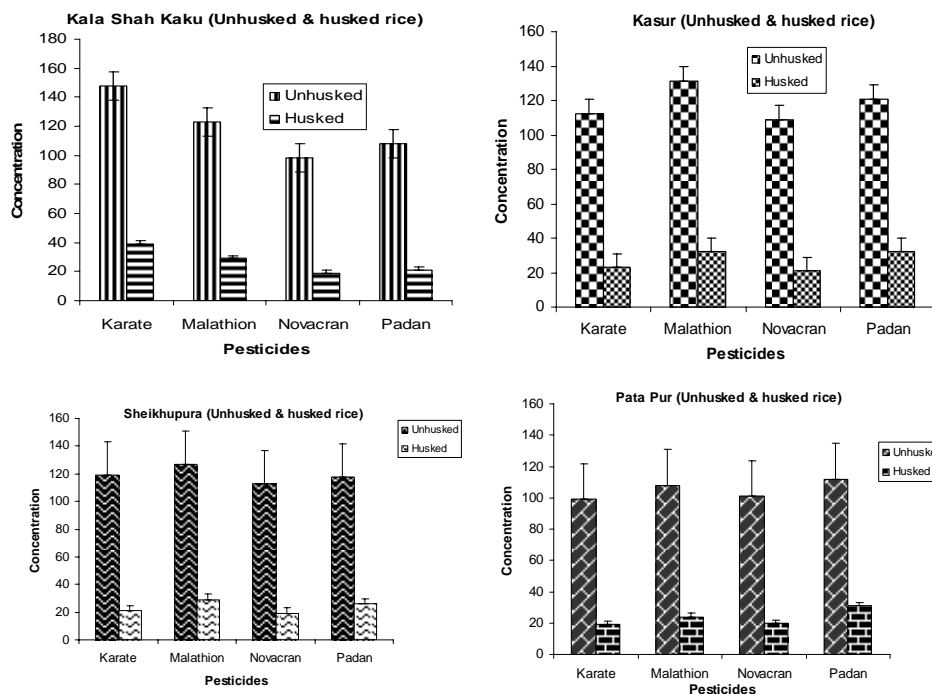 Kala Shah Kaku (Unhusked & husked rice)
180
160
140
120
100
80
60
40
20
0
Concentration
Unhusked
Husked
Karate Malathion Novacran Padan
Pesticides
Kasur (Unhusked & husked rice)
160
140
120
100
80
60
40
20
0
Concentration
Unhusked
Husked
Karate Malathion Novacran Padan
Pesticides
Sheikhupura (Unhusked & husked rice)
160
140
120
100
80
60
40
20
0
Concentration
Unhusked
Husked
Karate Malathion Novacran Padan
Pesticides
Pata Pur (Unhusked & husked rice)
160
140
120
100
80
60
40
20
0
Concentration
Unhusked
Husked
Karate Malathion Novacran Padan
Pesticides